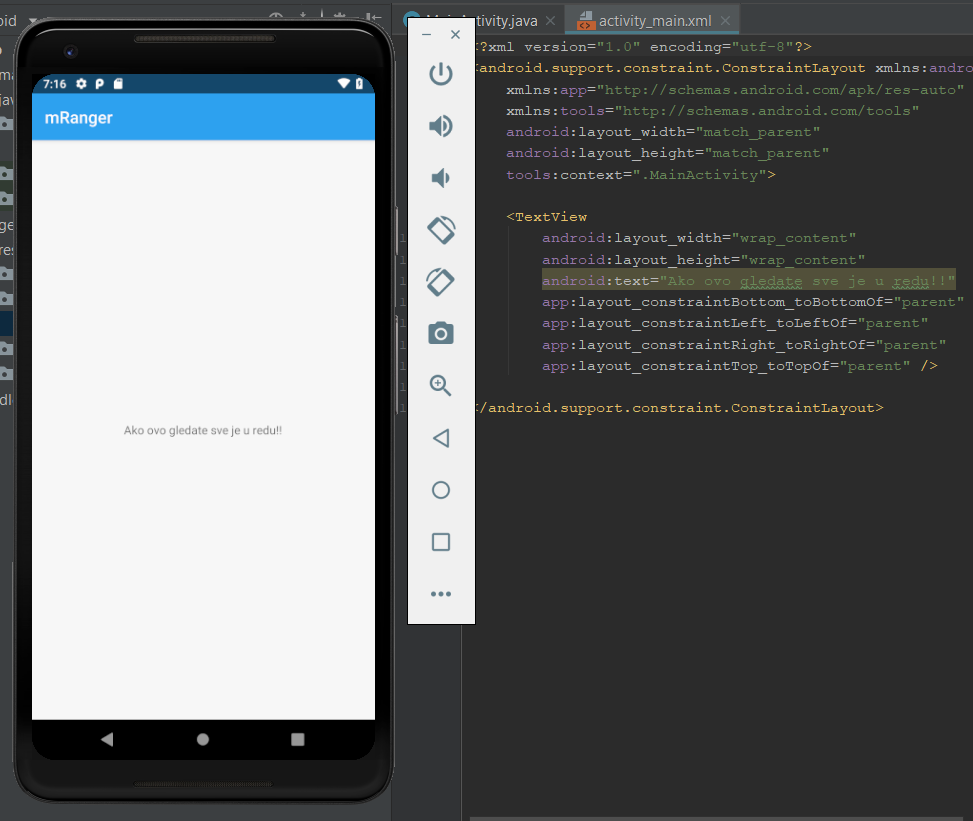 7:16
mRanger
Ako ovo gledate sve je u redu!!
Activity.java
activity_main.xml
?xml version="1.0" encoding="utf-8"?>
android.support.constraint.ConstraintLayout xmlns:andro
xmlns:app="http://schemas.android.com/apk/res-auto"
xmlns:tools="http://schemas.android.com/tools"
android:layout_width="match_parent"
android:layout_height="match_parent"
tools:context=".MainActivity">
<TextView
android:layout_width="wrap_content"
android:layout_height="wrap_content"
android:text="Ako ovo gledate sve je u redu!!"
app:layout_constraintBottom_toBottomOf="parent"
app:layout_constraintLeft_toLeftOf="parent"
app:layout_constraintRight_toRightOf="parent"
app:layout_constraintTop_toTopOf="parent" />
/android.support.constraint.ConstraintLayout>